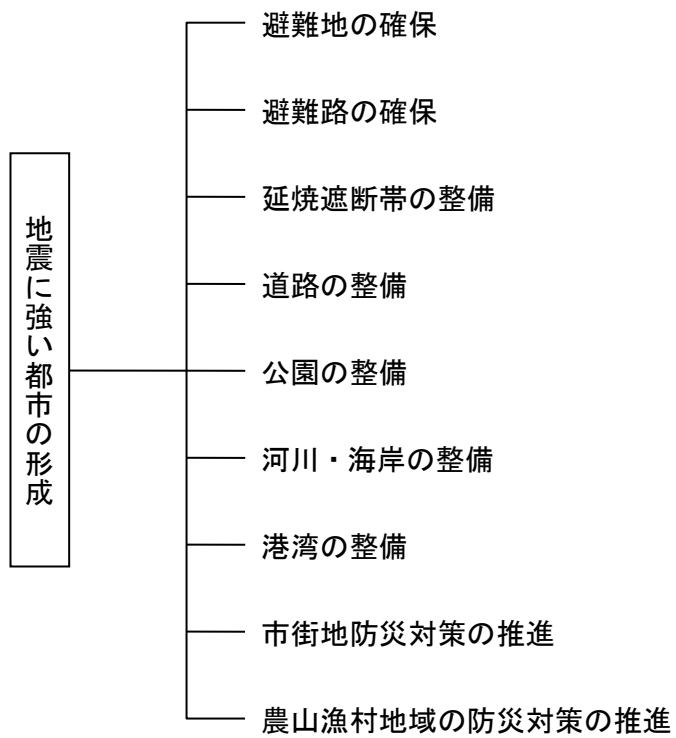 地震に強い都市の形成
避難地の確保
避難路の確保
延焼遮断帯の整備
道路の整備
公園の整備
河川・海岸の整備
港湾の整備
市街地防災対策の推進
農山漁村地域の防災対策の推進